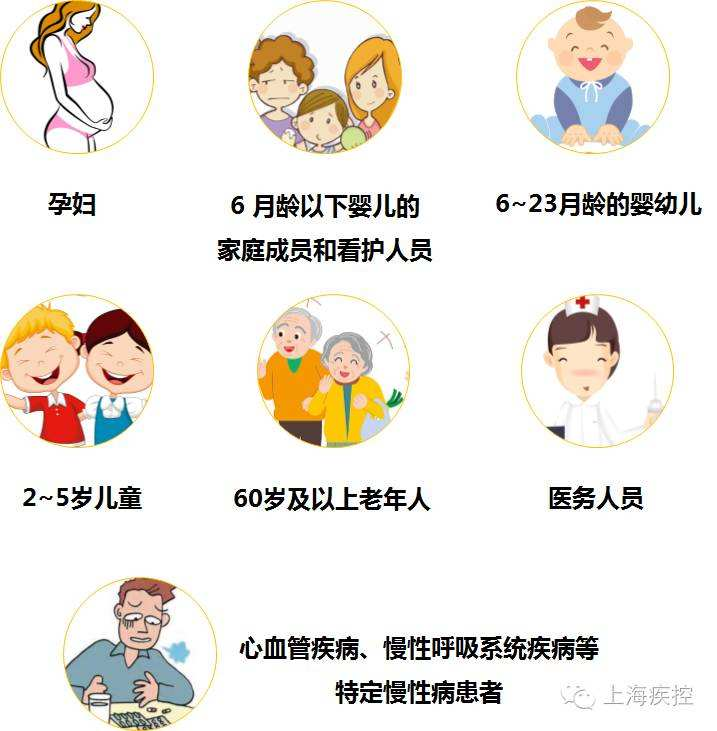 孕妇
6 月龄以下婴儿的
家庭成员和看护人员
6~23月龄的婴幼儿
2~5岁儿童
60岁及以上老年人
医务人员
心血管疾病、慢性呼吸系统疾病等
特定慢性病患者
上海疾控